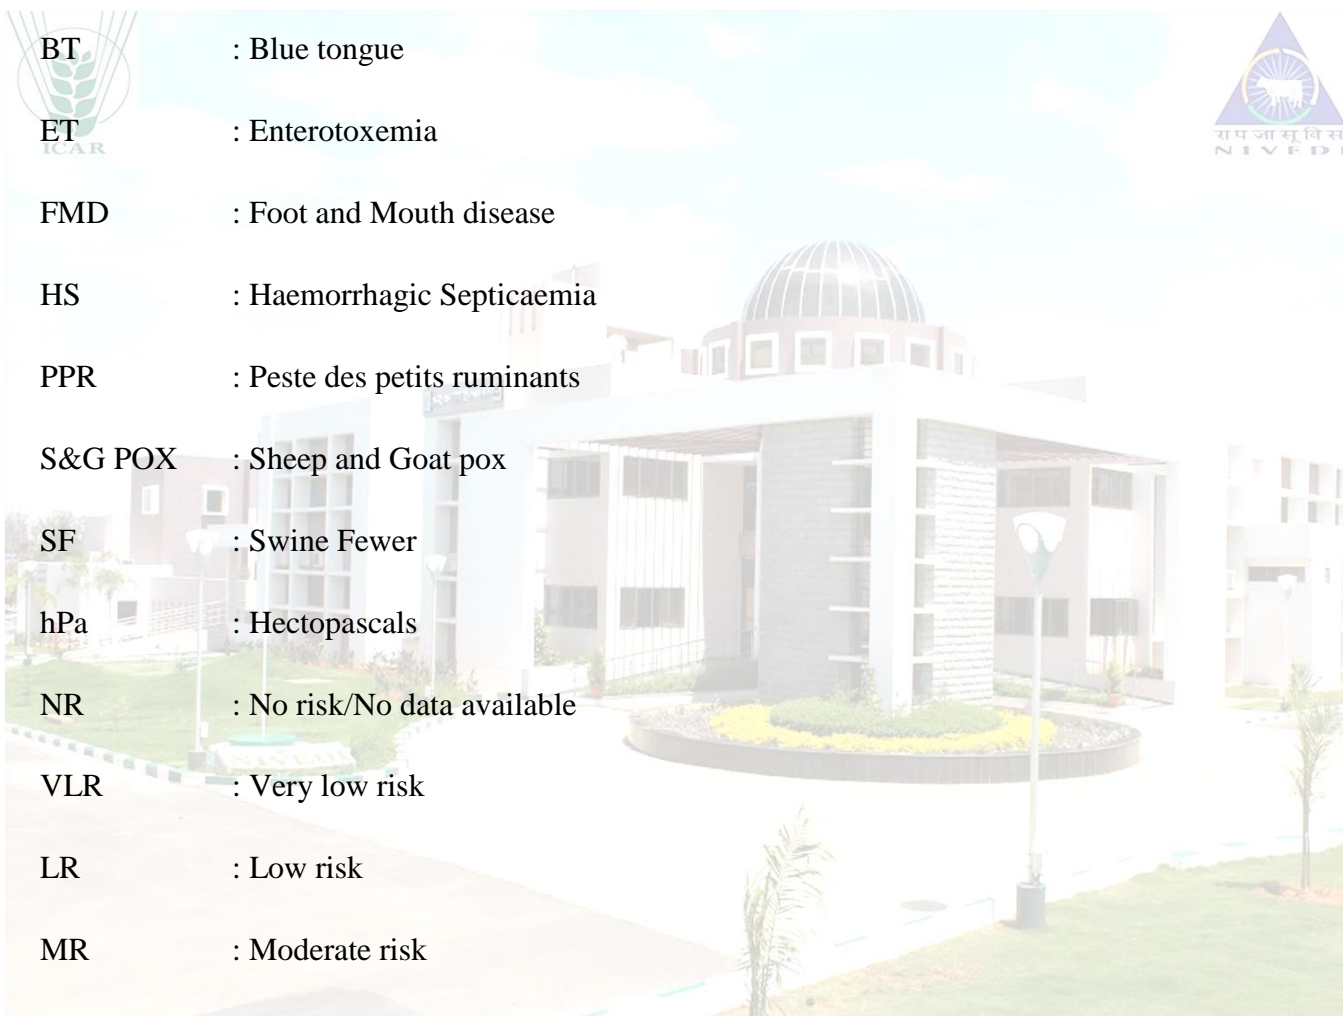 BT : Blue tongue
ET : Enterotoxemia
ICAR
FMD : Foot and Mouth disease
HS : Haemorrhagic Septicaemia
PPR : Peste des petits ruminants
S&G POX : Sheep and Goat pox
SF : Swine Fewer
hPa : Hectopascals
NR : No risk/No data available
NIVEDI
VLR : Very low risk
LR : Low risk
MR : Moderate risk